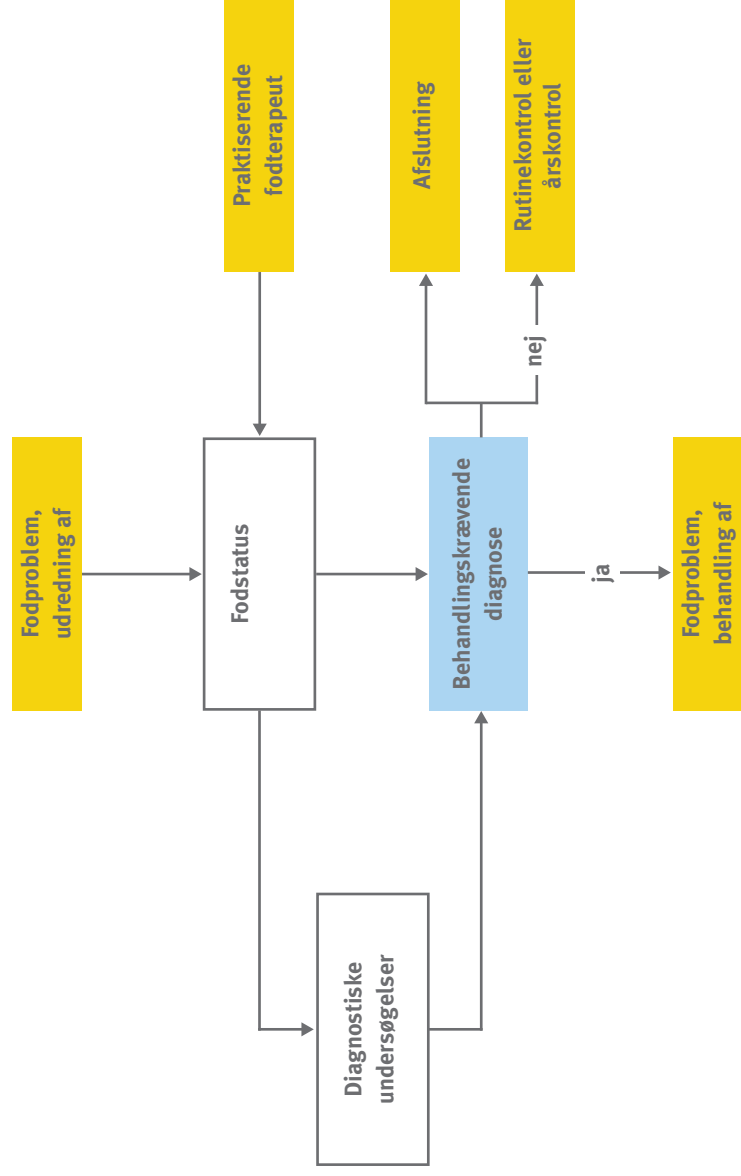 Fodproblem,
udredning af
Praktiserende
fodterapeut
Fodstatus
Diagnostiske
undersøgelser
Behandlingskrævende
diagnose
Afslutning
nej
Rutinekontrol eller
årskontrol
ja
Fodproblem,
behandling af